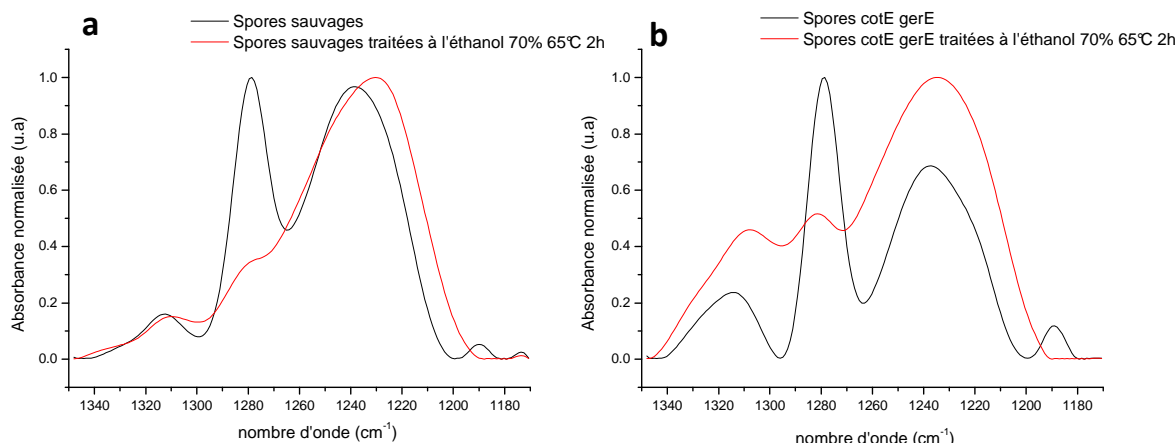 a
Spores sauvages
Spores sauvages traitées à l'éthanol 70% 65°C 2h
1.0
0.8
0.6
0.4
0.2
0.0
Absorbance normalisée (u.a)
1340 1320 1300 1280 1260 1240 1220 1200 1180
nombre d'onde (cm-1)
b
Spores cotE gerE
Spores cotE gerE traitées à l'éthanol 70% 65°C 2h
1.0
0.8
0.6
0.4
0.2
0.0
Absorbance normalisée (u.a)
1340 1320 1300 1280 1260 1240 1220 1200 1180
nombre d'onde (cm-1)